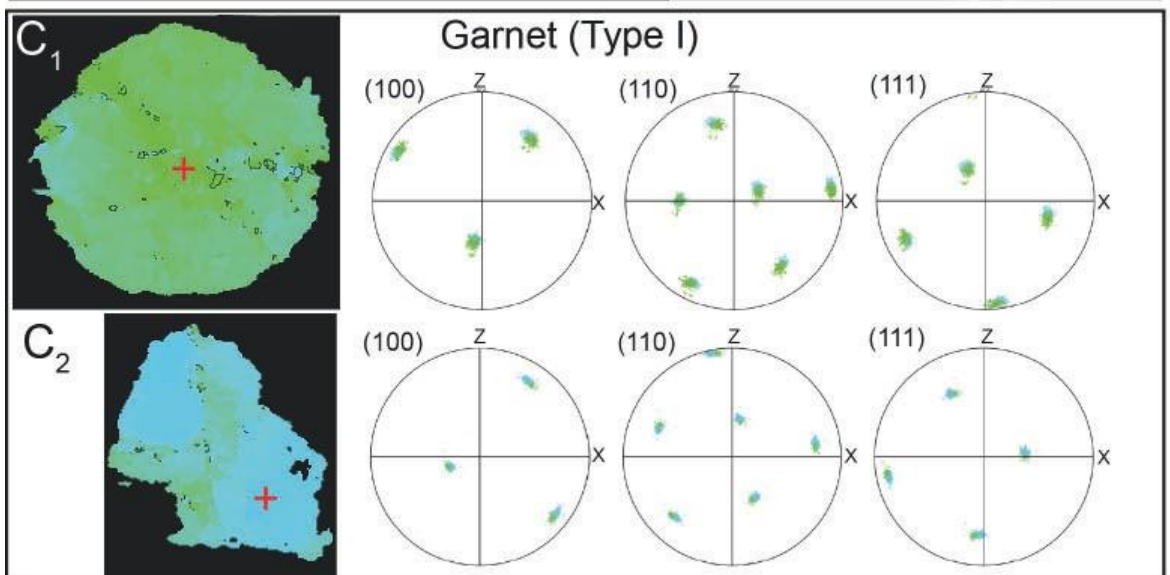 C1
Garnet (Type I)
(100)
Z
X
(110)
Z
X
(111)
Z
X
C2
(100)
Z
X
(110)
Z
X
(111)
Z
X